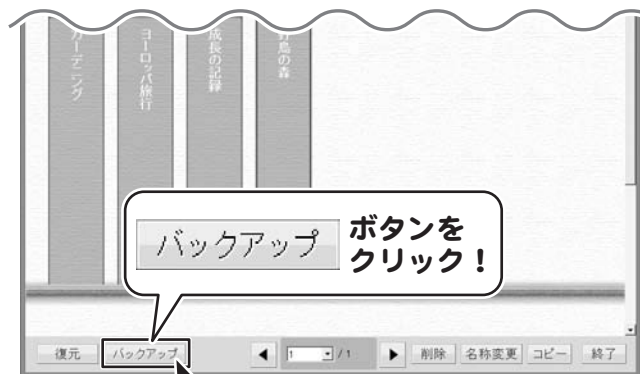 ガーデニング
ヨーロッパ旅行
成長の記録
野鳥の森
バックアップ
ボタンを
クリック！
復元 バックアップ ◀ 1 / 1 ▶ 削除 名称変更 コピー 終了